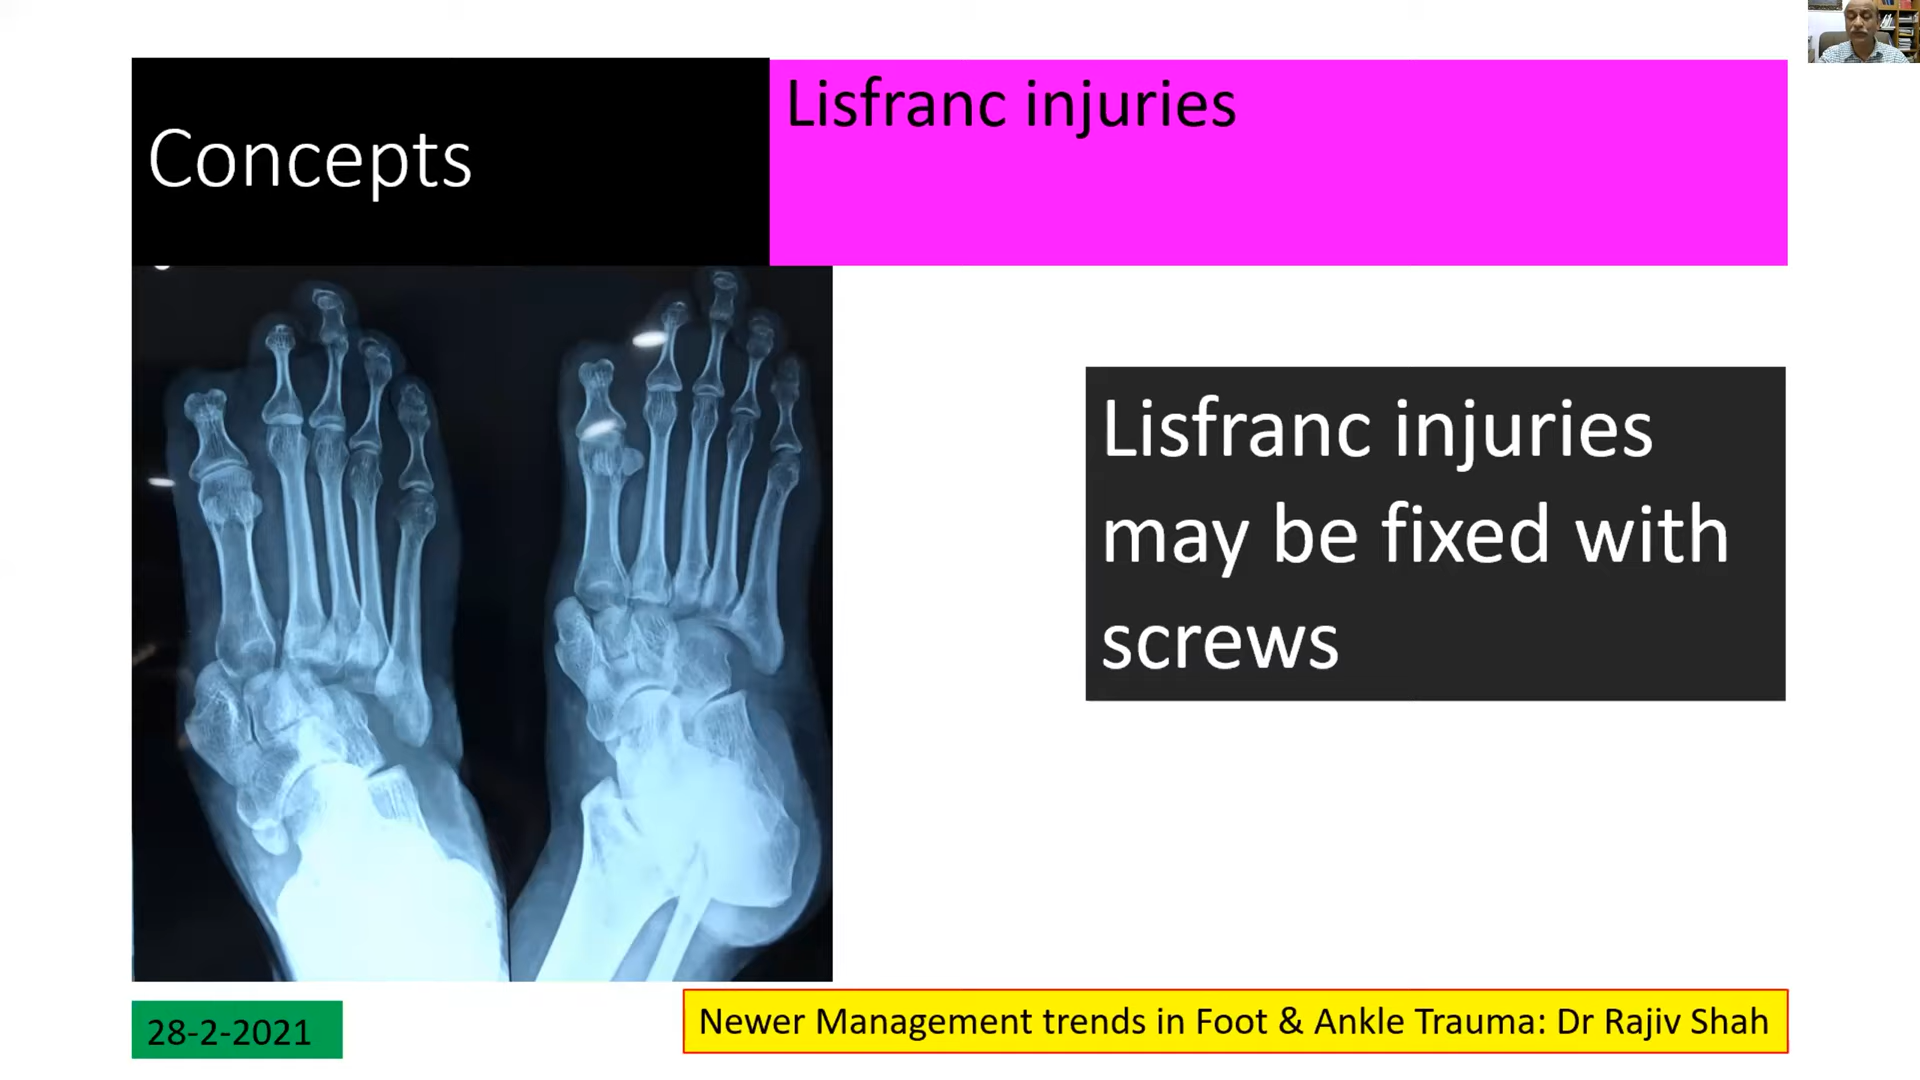 Concepts
Lisfranc injuries
Lisfranc injuries
may be fixed with
screws
28-2-2021
Newer Management trends in Foot & Ankle Trauma: Dr Rajiv Shah